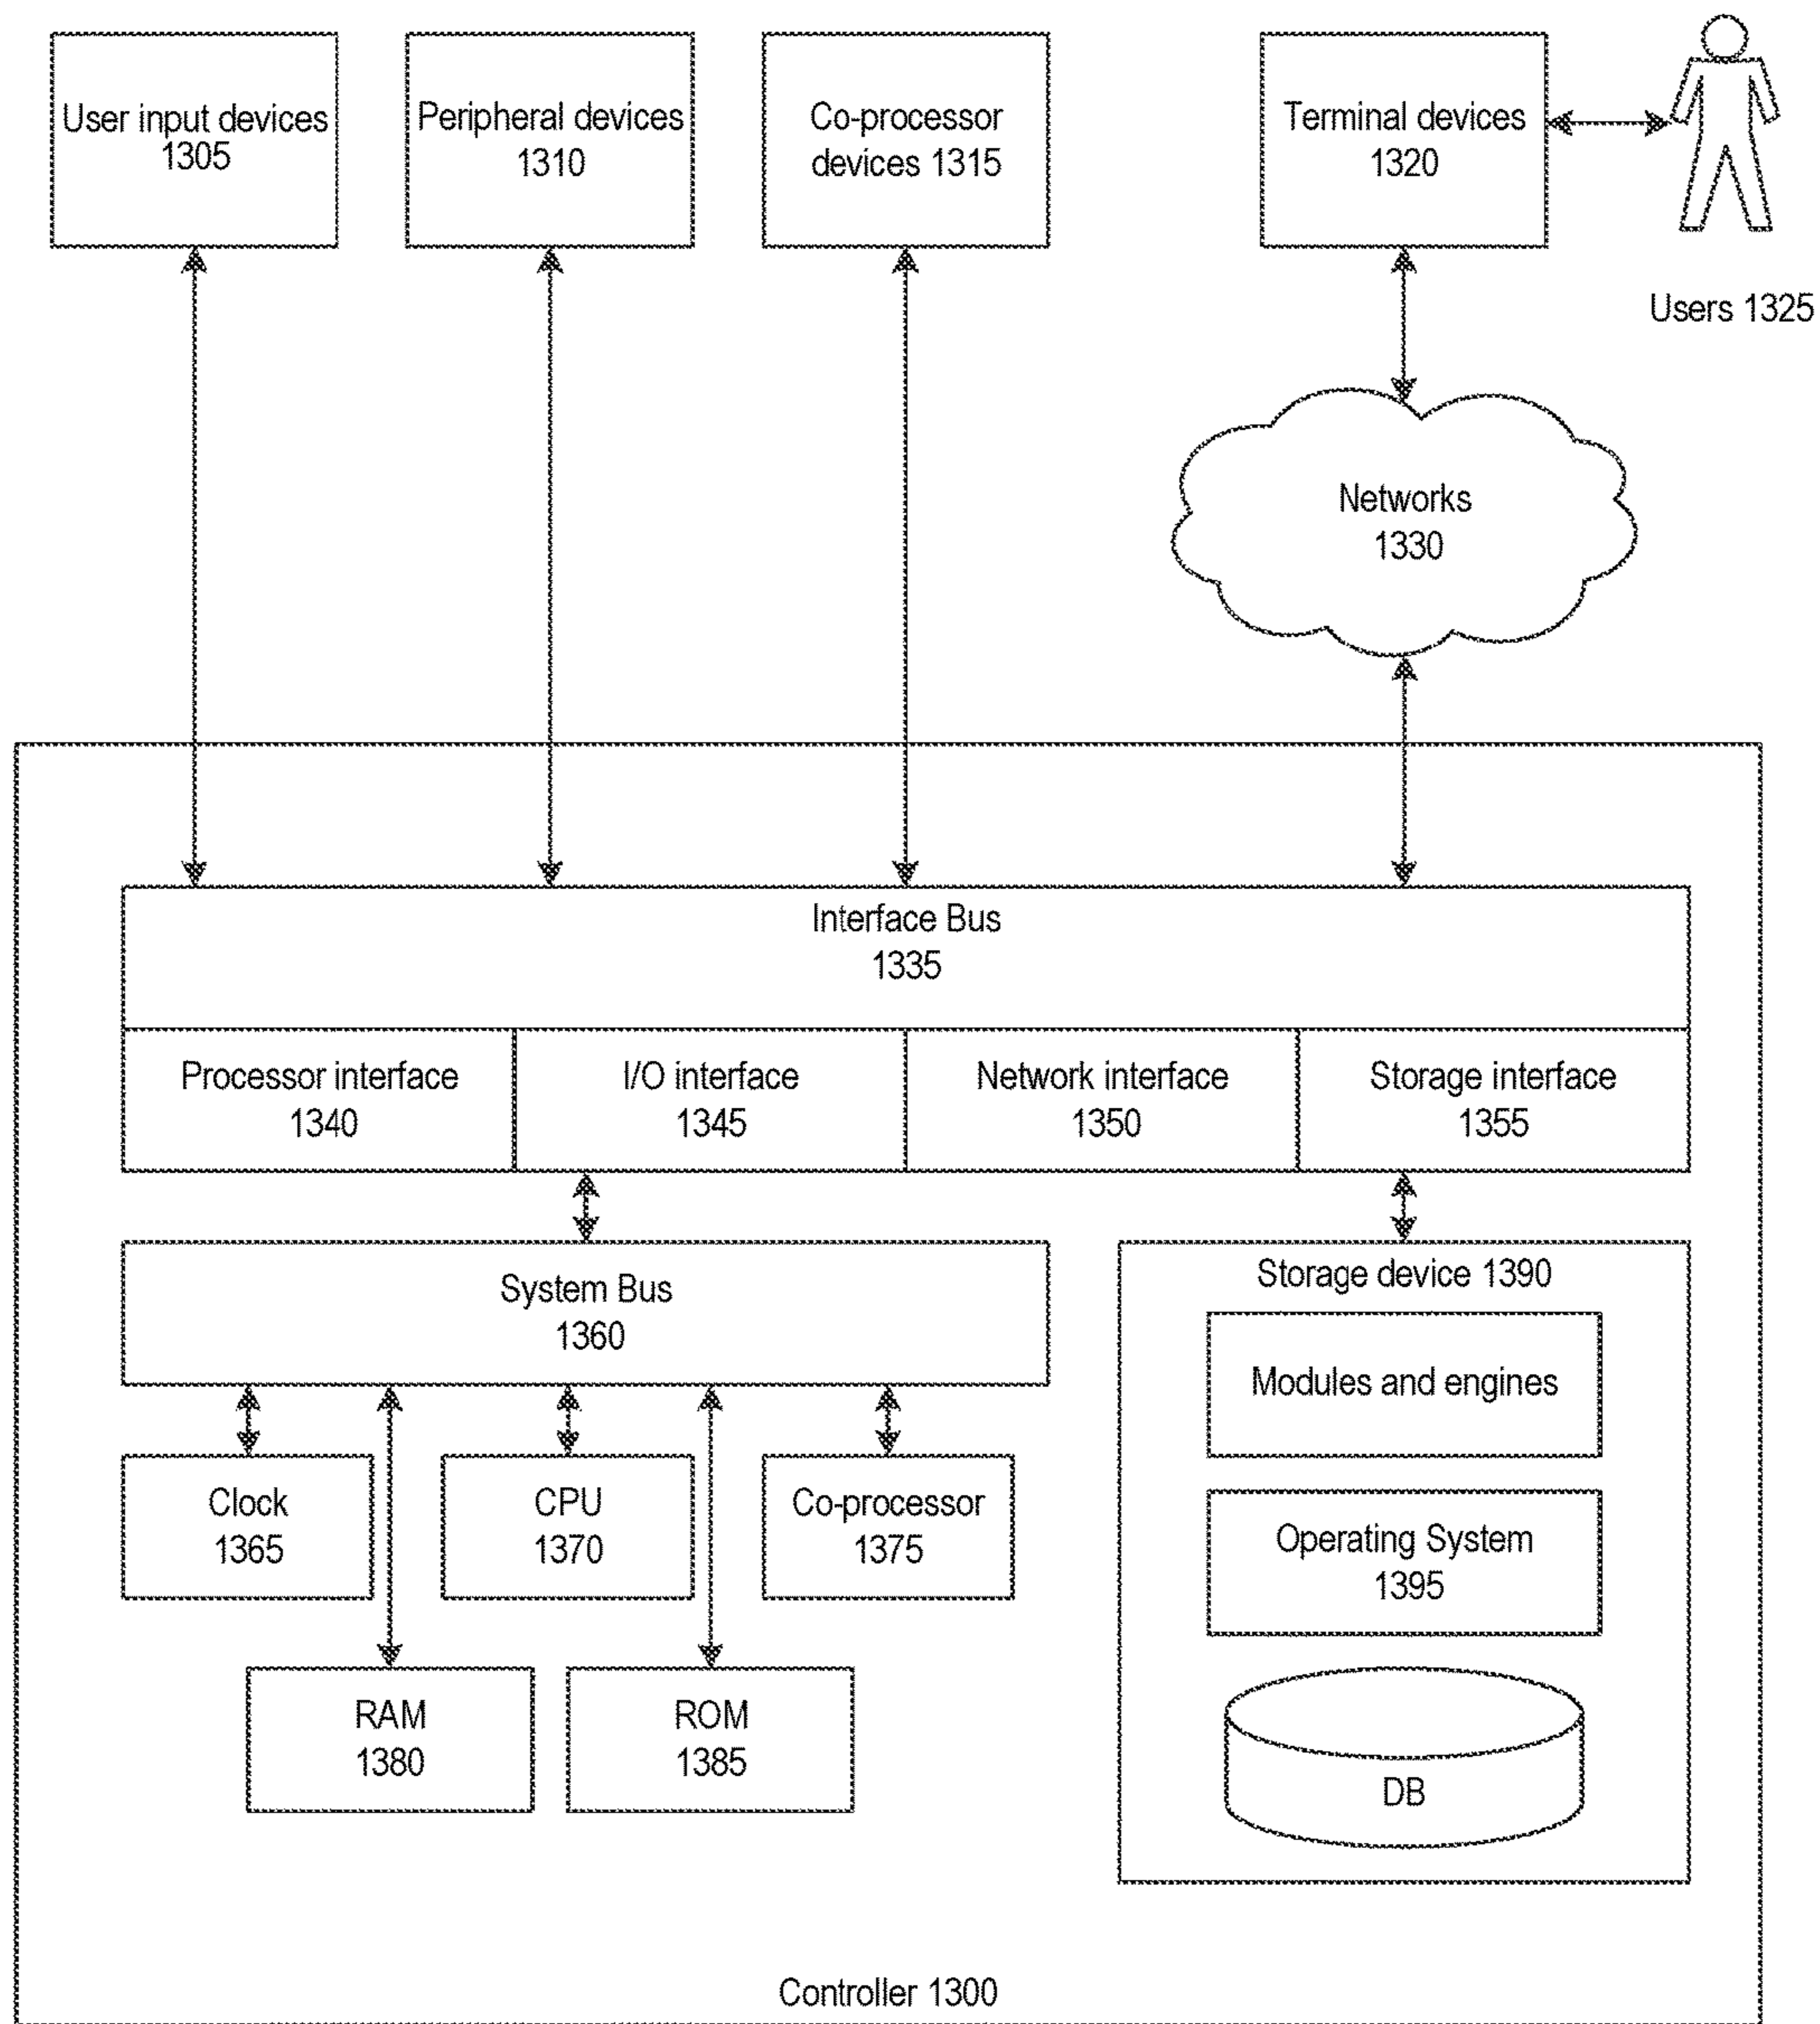 User input devices
1305
Peripheral devices
1310
Co-processor
devices 1315
Terminal devices
1320
Users 1325
Networks
1330
Interface Bus
1335
Processor interface
1340
I/O interface
1345
Network interface
1350
Storage interface
1355
System Bus
1360
Storage device 1390
Modules and engines
Clock
1365
CPU
1370
Co-processor
1375
Operating System
1395
RAM
1380
ROM
1385
DB
Controller 1300